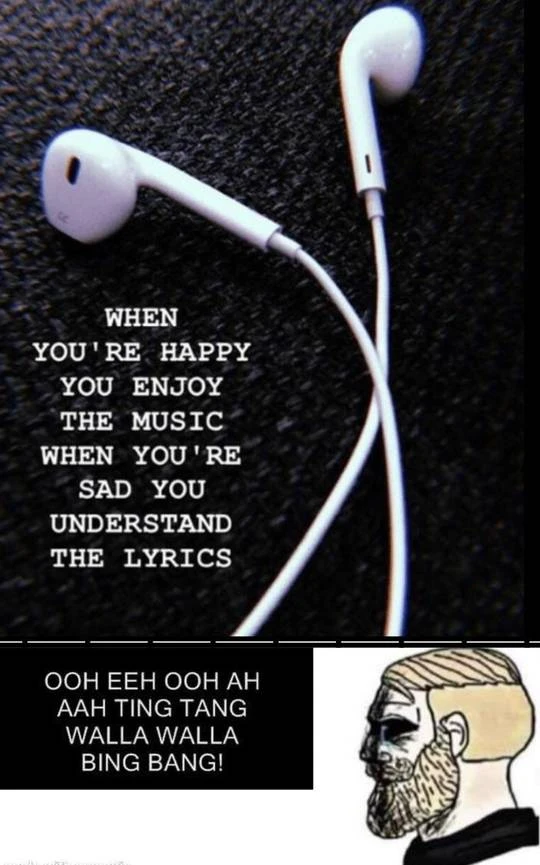 WHEN
YOU'RE HAPPY
YOU ENJOY
THE MUSIC
WHEN YOU'RE
SAD YOU
UNDERSTAND
THE LYRICS
OOH EEH OOH AH
AAH TING TANG
WALLA WALLA
BING BANG!